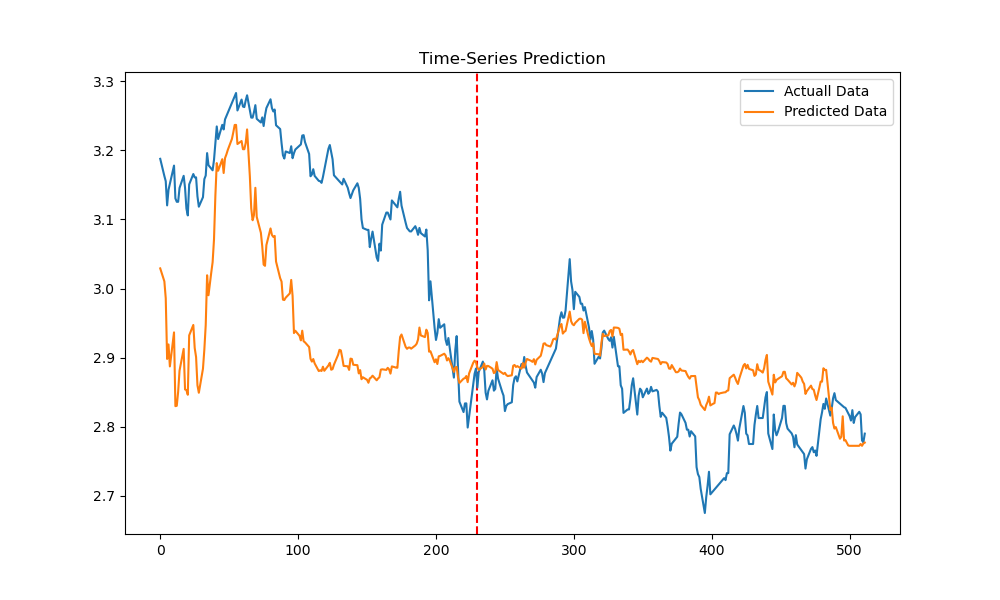 Time-Series Prediction
3.3
3.2
3.1
3.0
2.9
2.8
2.7
Actuall Data
Predicted Data
0 100 200 300 400 500